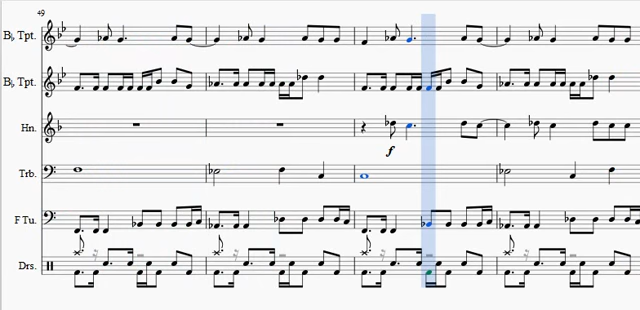 49
B♭ Tpt.
B♭ Tpt.
Hn.
f
Trb.
F Tu.
Drs.